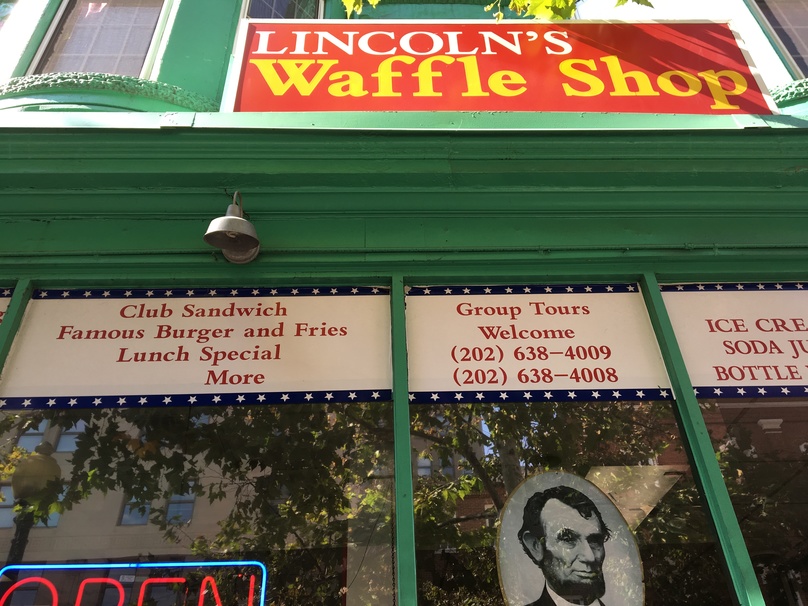 LINCOLN'S
Waffle Shop
Club Sandwich
Famous Burger and Fries
Lunch Special
More
Group Tours
Welcome
(202) 638-4009
(202) 638-4008
ICE
SODA
BOTTLE
OPEN